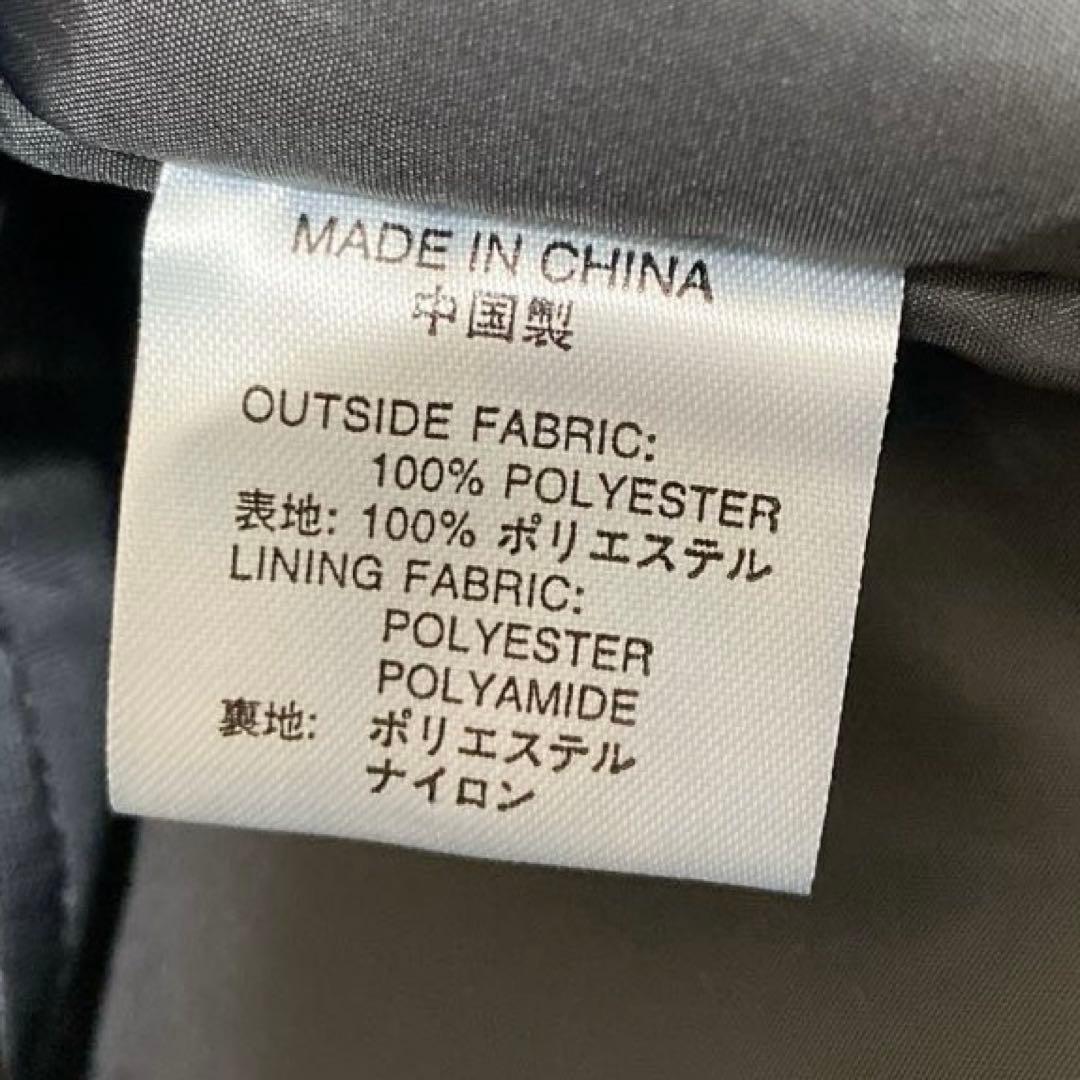 MADE IN CHINA
中国製
OUTSIDE FABRIC:
100% POLYESTER
表地: 100% ポリエステル
LINING FABRIC:
POLYESTER
POLYAMIDE
裏地: ポリエステル
ナイロン